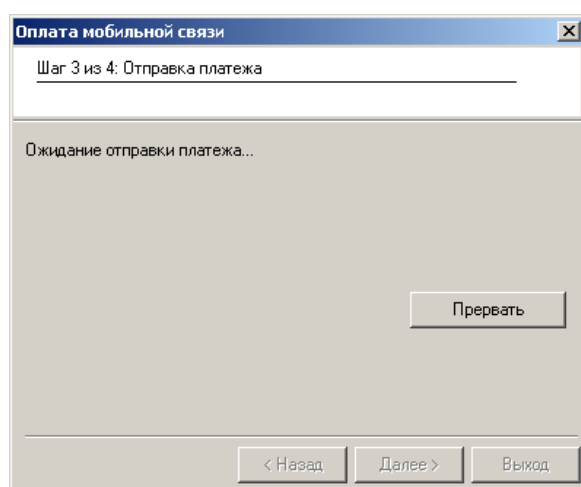 Оплата мобильной связи
Шаг 3 из 4: Отправка платежа
Ожидание отправки платежа...
Прервать
< Назад Далее > Выход